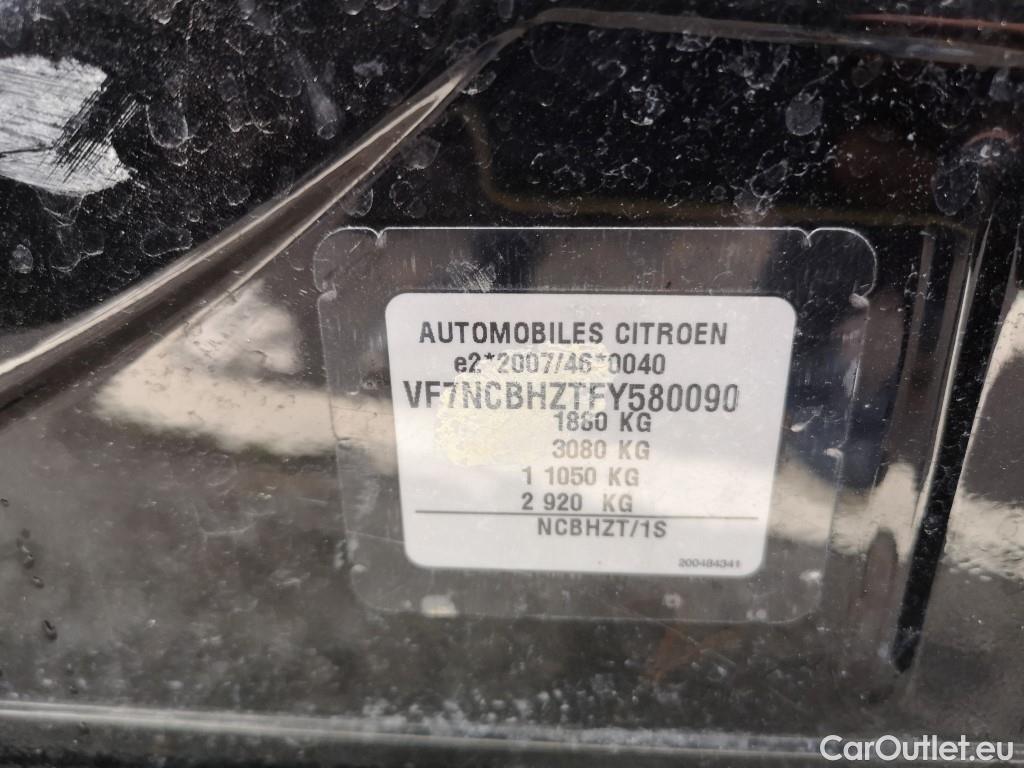 AUTOMOBILES CITROEN
e2*2007/46*0040
VF7NCBHZTFY580090
1860 KG
3080 KG
1 1050 KG
2 920 KG
NCBHZT/1S
200484341
CarOutlet.eu